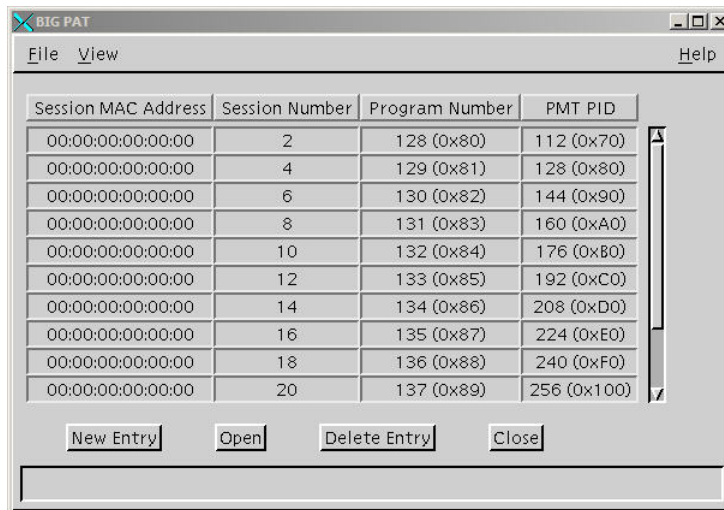 BIG PAT
File View Help
Session MAC Address Session Number Program Number PMT PID
00:00:00:00:00:00 2 128 (0x80) 112 (0x70)
00:00:00:00:00:00 4 129 (0x81) 128 (0x80)
00:00:00:00:00:00 6 130 (0x82) 144 (0x90)
00:00:00:00:00:00 8 131 (0x83) 160 (0xA0)
00:00:00:00:00:00 10 132 (0x84) 176 (0xB0)
00:00:00:00:00:00 12 133 (0x85) 192 (0xC0)
00:00:00:00:00:00 14 134 (0x86) 208 (0xD0)
00:00:00:00:00:00 16 135 (0x87) 224 (0xE0)
00:00:00:00:00:00 18 136 (0x88) 240 (0xF0)
00:00:00:00:00:00 20 137 (0x89) 256 (0x100)
New Entry Open Delete Entry Close